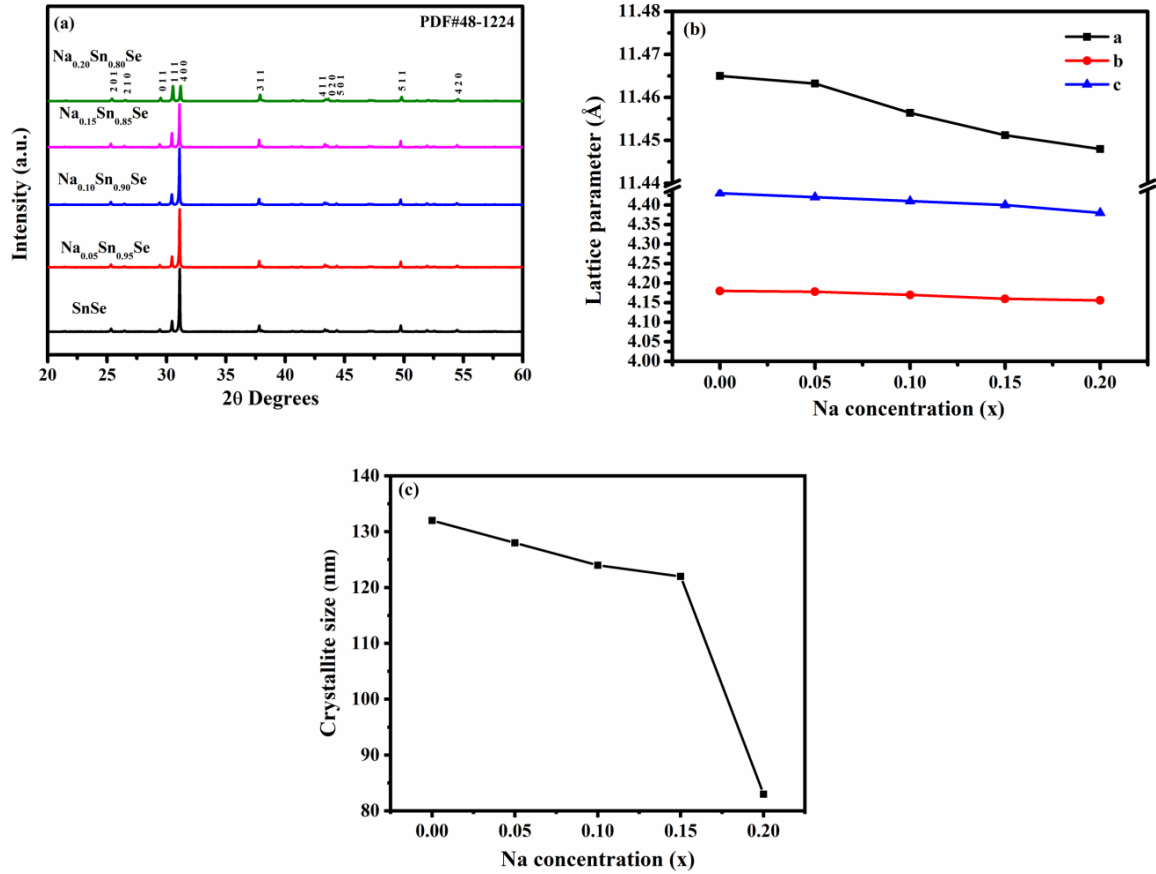 (a)
PDF#48-1224
Na0.20Sn0.80Se
2 0 1
2 1 0
0 1 1
1 1 1
4 0 0
3 1 1
4 1 1
0 2 0
5 0 1
5 1 1
4 2 0
Na0.15Sn0.85Se
Na0.10Sn0.90Se
Na0.05Sn0.95Se
SnSe
Intensity (a.u.)
20 25 30 35 40 45 50 55 60
2θ Degrees
(b)
a
b
c
11.48
11.47
11.46
11.45
11.44
4.40
4.35
4.30
4.25
4.20
4.15
4.10
4.05
4.00
Lattice parameter (Å)
0.00 0.05 0.10 0.15 0.20
Na concentration (x)
(c)
140
130
120
110
100
90
80
Crystallite size (nm)
0.00 0.05 0.10 0.15 0.20
Na concentration (x)